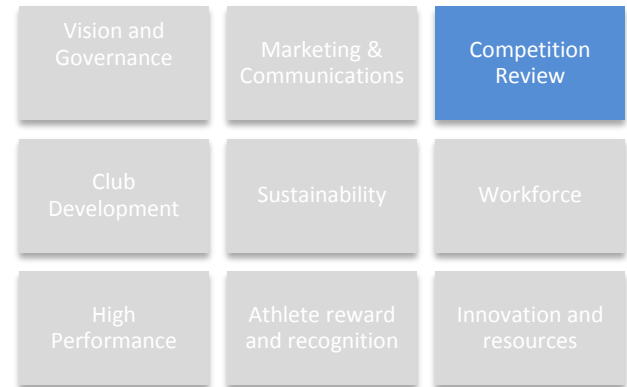 Vision and
Governance
Marketing &
Communications
Competition
Review
Club
Development
Sustainability
Workforce
High
Performance
Athlete reward
and recognition
Innovation and
resources